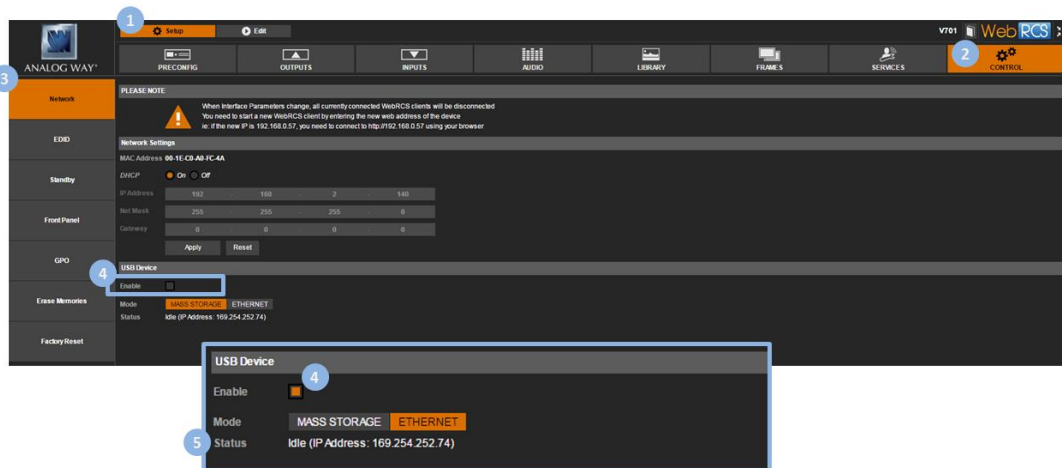 1
Setup
Edit
V701
WebRCS
ANALOG WAY
PRECONFIG
OUTPUTS
INPUTS
AUDIO
LIBRARY
FRAMES
SERVICES
2
CONTROL
3
Network
EDID
Standby
Front Panel
GPO
Erase Memories
Factory Reset
PLEASE NOTE
When Interface Parameters change, all currently connected WebRCS clients will be disconnected
You need to start a new WebRCS client by entering the new web address of the device
ie: if the new IP is 192.168.0.57, you need to connect to http://192.168.0.57 using your browser
Network Settings
MAC Address 00-1E-C0-A0-FC-4A
DHCP On Off
IP Address 192 . 168 . 2 . 140
Net Mask 255 . 255 . 255 . 0
Gateway 0 . 0 . 0 . 0
Apply Reset
USB Device
4
Enable
Mode MASS STORAGE ETHERNET
Status Idle (IP Address: 169.254.252.74)
USB Device
4
Enable
Mode MASS STORAGE ETHERNET
5
Status Idle (IP Address: 169.254.252.74)